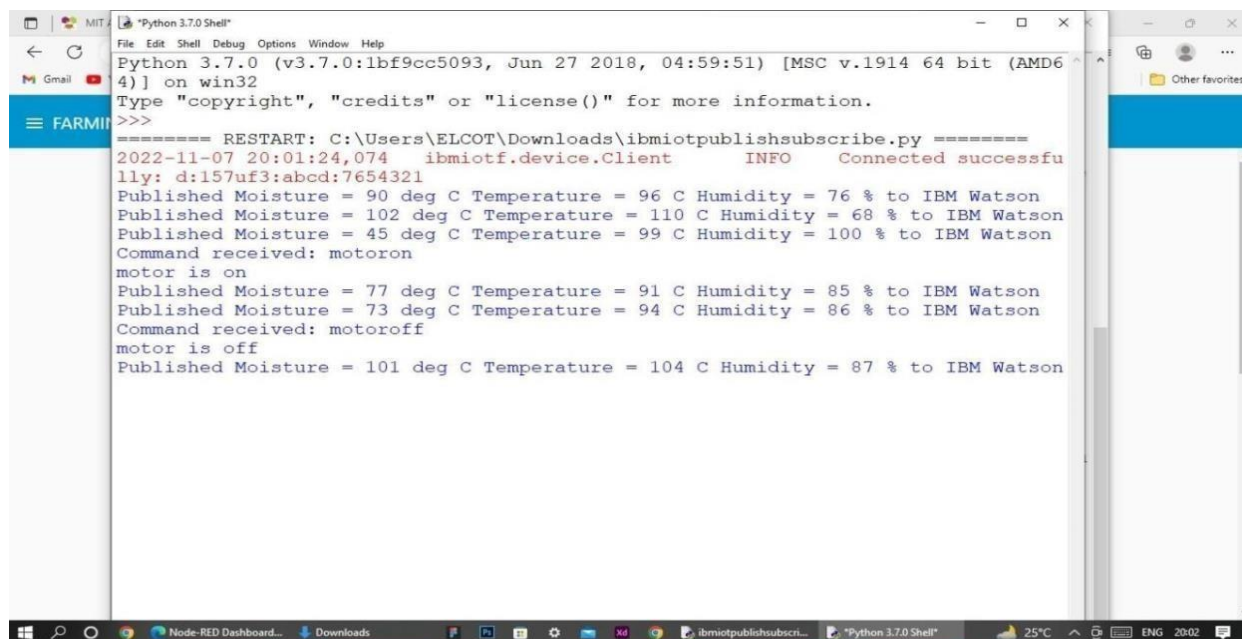 MIT A
*Python 3.7.0 Shell*
File Edit Shell Debug Options Window Help
Gmail
Other favorites
FARMIN
Python 3.7.0 (v3.7.0:1bf9cc5093, Jun 27 2018, 04:59:51) [MSC v.1914 64 bit (AMD6
4)] on win32
Type "copyright", "credits" or "license()" for more information.
>>>
======== RESTART: C:\Users\ELCOT\Downloads\ibmiotpublishsubscribe.py ========
2022-11-07 20:01:24,074 ibmiotf.device.Client INFO Connected successfu
lly: d:157uf3:abcd:7654321
Published Moisture = 90 deg C Temperature = 96 C Humidity = 76 % to IBM Watson
Published Moisture = 102 deg C Temperature = 110 C Humidity = 68 % to IBM Watson
Published Moisture = 45 deg C Temperature = 99 C Humidity = 100 % to IBM Watson
Command received: motoron
motor is on
Published Moisture = 77 deg C Temperature = 91 C Humidity = 85 % to IBM Watson
Published Moisture = 73 deg C Temperature = 94 C Humidity = 86 % to IBM Watson
Command received: motoroff
motor is off
Published Moisture = 101 deg C Temperature = 104 C Humidity = 87 % to IBM Watson
Node-RED Dashboard... Downloads Ps Xd ibmiotpublishsubscri... *Python 3.7.0 Shell* 25°C ENG 20:02